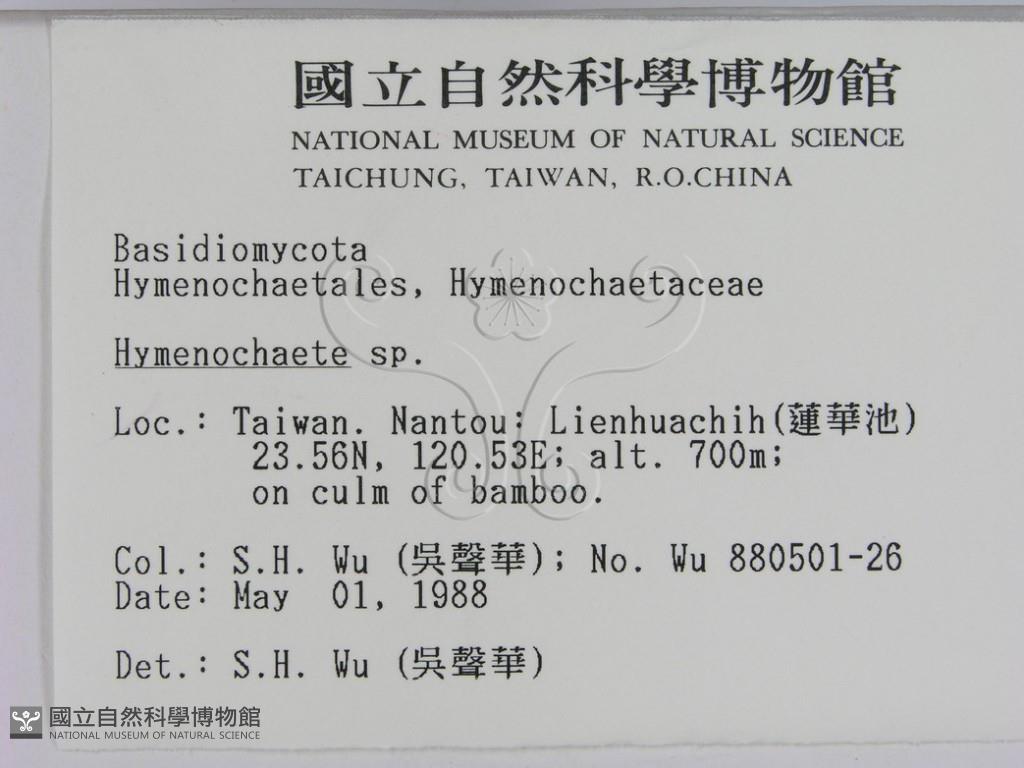 國立自然科學博物館
NATIONAL MUSEUM OF NATURAL SCIENCE
TAICHUNG, TAIWAN, R.O.CHINA
Basidiomycota
Hymenochaetales, Hymenochaetaceae
Hymenochaete sp.
Loc.: Taiwan. Nantou: Lienhuachih(蓮華池)
23.56N, 120.53E; alt. 700m;
on culm of bamboo.
Col.: S.H. Wu (吳聲華); No. Wu 880501-26
Date: May 01, 1988
Det.: S.H. Wu (吳聲華)
國立自然科學博物館
NATIONAL MUSEUM OF NATURAL SCIENCE